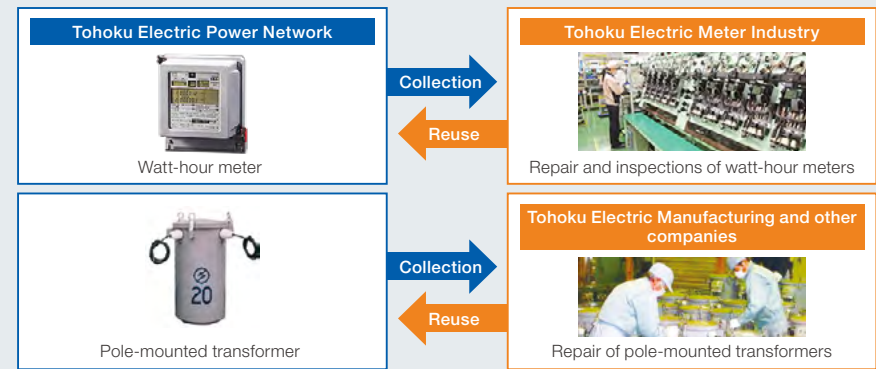 Tohoku Electric Power Network
Watt-hour meter
Collection
Reuse
Tohoku Electric Meter Industry
Repair and inspections of watt-hour meters
20
Pole-mounted transformer
Collection
Reuse
Tohoku Electric Manufacturing and other
companies
Repair of pole-mounted transformers